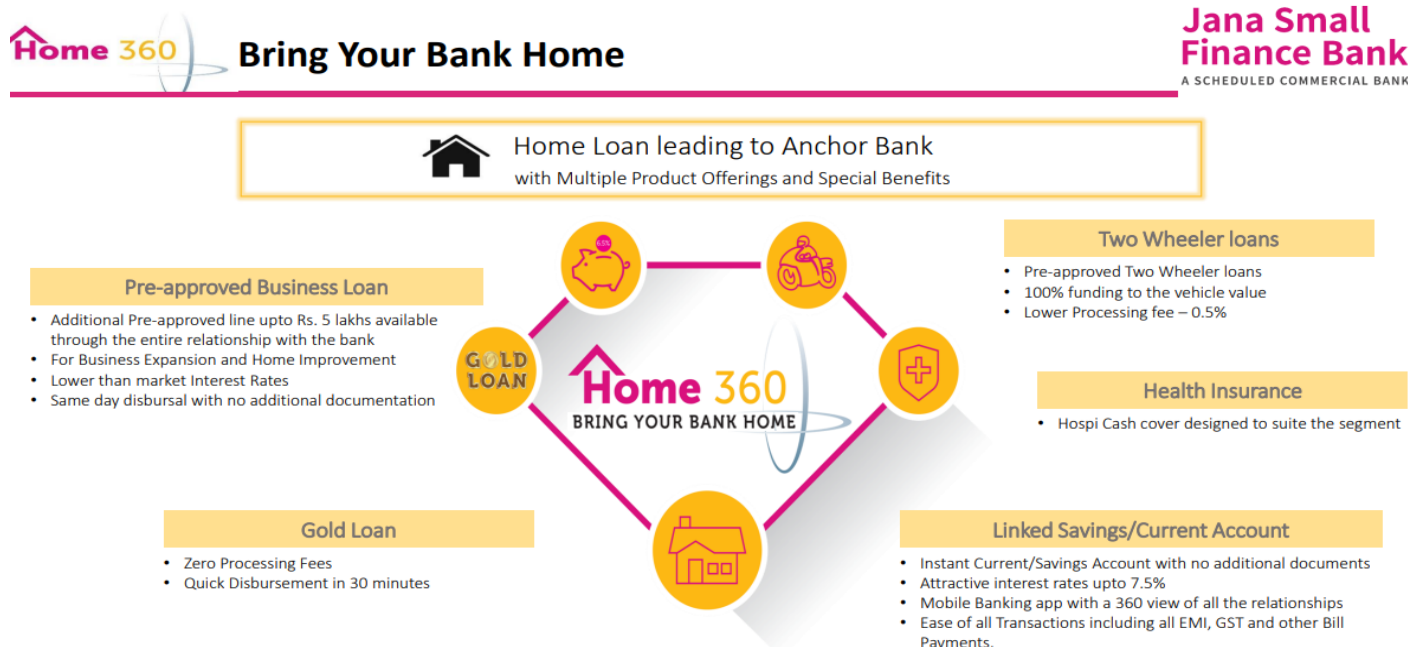 Home 360
Bring Your Bank Home
Jana Small
Finance Bank
A SCHEDULED COMMERCIAL BANK
Home Loan leading to Anchor Bank
with Multiple Product Offerings and Special Benefits
Pre-approved Business Loan
• Additional Pre-approved line upto Rs. 5 lakhs available
through the entire relationship with the bank
• For Business Expansion and Home Improvement
• Lower than market Interest Rates
• Same day disbursal with no additional documentation
Gold Loan
• Zero Processing Fees
• Quick Disbursement in 30 minutes
6.5%
GOLD
LOAN
Home 360
BRING YOUR BANK HOME
Two Wheeler loans
• Pre-approved Two Wheeler loans
• 100% funding to the vehicle value
• Lower Processing fee – 0.5%
Health Insurance
• Hospi Cash cover designed to suite the segment
Linked Savings/Current Account
• Instant Current/Savings Account with no additional documents
• Attractive interest rates upto 7.5%
• Mobile Banking app with a 360 view of all the relationships
• Ease of all Transactions including all EMI, GST and other Bill
Payments.